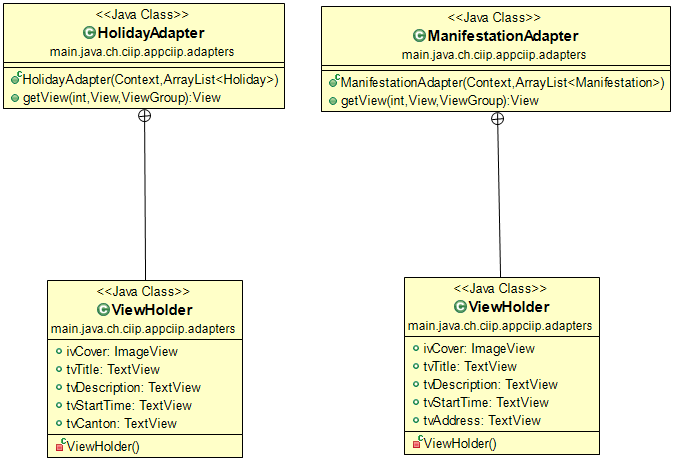 <<Java Class>>
HolidayAdapter
main.java.ch.ciip.appciip.adapters
HolidayAdapter(Context,ArrayList<Holiday>)
getView(int,View,ViewGroup):View
<<Java Class>>
ManifestationAdapter
main.java.ch.ciip.appciip.adapters
ManifestationAdapter(Context,ArrayList<Manifestation>)
getView(int,View,ViewGroup):View
<<Java Class>>
ViewHolder
main.java.ch.ciip.appciip.adapters
ivCover: ImageView
tvTitle: TextView
tvDescription: TextView
tvStartTime: TextView
tvCanton: TextView
ViewHolder()
<<Java Class>>
ViewHolder
main.java.ch.ciip.appciip.adapters
ivCover: ImageView
tvTitle: TextView
tvDescription: TextView
tvStartTime: TextView
tvAddress: TextView
ViewHolder()